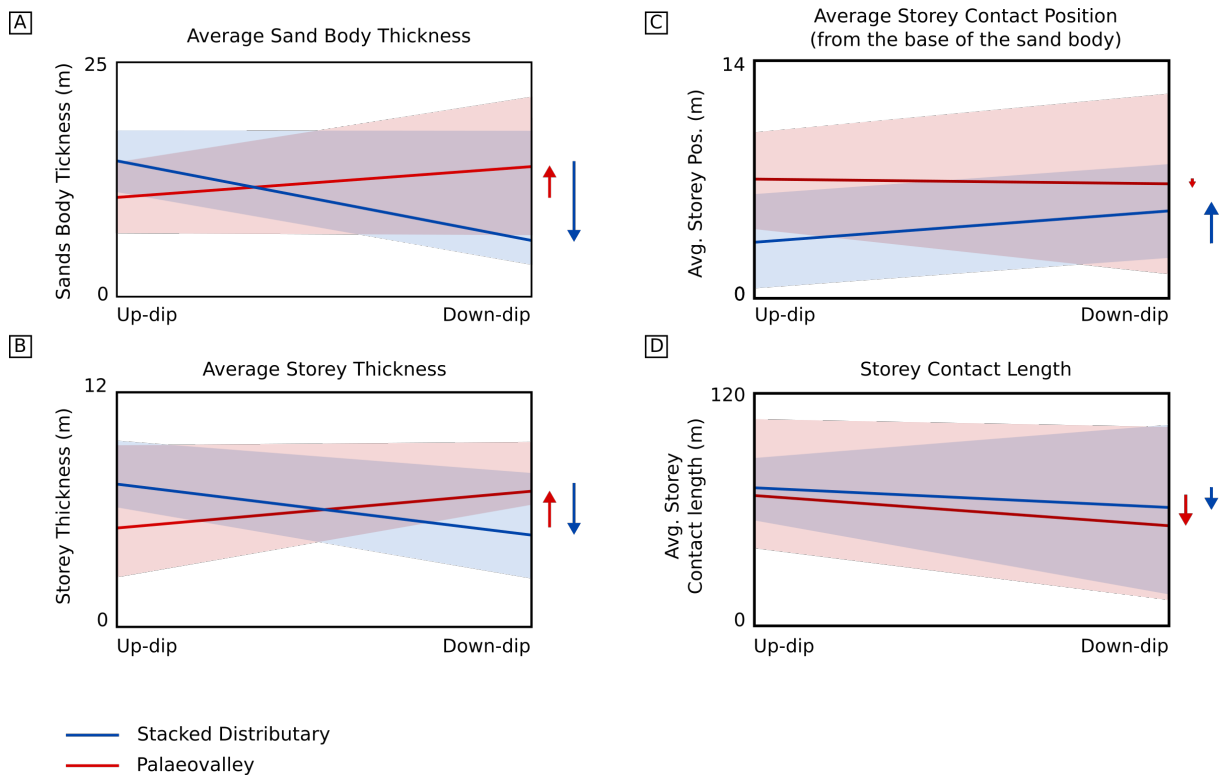 A
Average Sand Body Thickness
25
Sands Body Tickness (m)
0
Up-dip
Down-dip
B
Average Storey Thickness
12
Storey Thickness (m)
0
Up-dip
Down-dip
C
Average Storey Contact Position
(from the base of the sand body)
14
Avg. Storey Pos. (m)
0
Up-dip
Down-dip
D
Storey Contact Length
120
Avg. Storey
Contact length (m)
0
Up-dip
Down-dip
Stacked Distributary
Palaeovalley